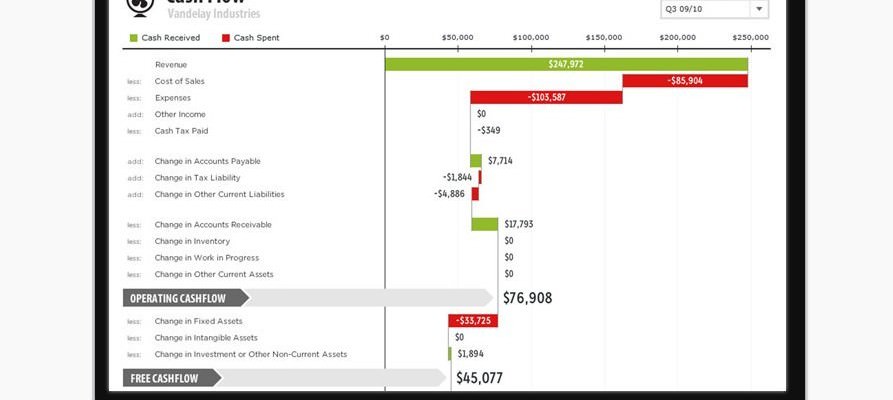 Cash Flow
Vandelay Industries
Q3 09/10
Cash Received Cash Spent $0 $50,000 $100,000 $150,000 $200,000 $250,000
Revenue $247,972
less: Cost of Sales -$85,904
less: Expenses -$103,587
add: Other Income $0
less: Cash Tax Paid -$349
add: Change in Accounts Payable $7,714
add: Change in Tax Liability -$1,844
add: Change in Other Current Liabilities -$4,886
less: Change in Accounts Receivable $17,793
less: Change in Inventory $0
less: Change in Work in Progress $0
less: Change in Other Current Assets $0
OPERATING CASHFLOW $76,908
less: Change in Fixed Assets -$33,725
less: Change in Intangible Assets $0
less: Change in Investment or Other Non-Current Assets $1,894
FREE CASHFLOW $45,077